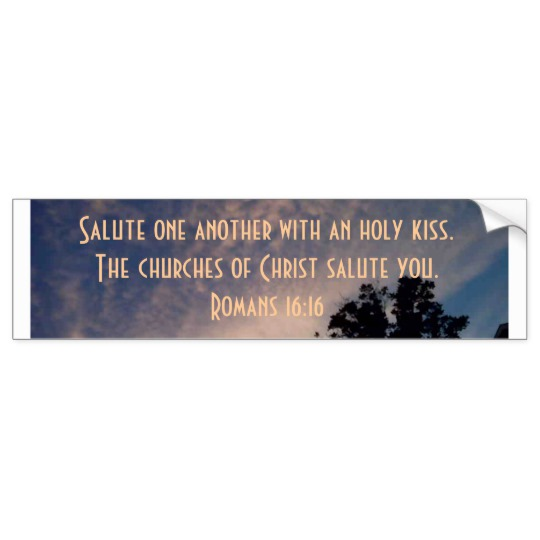 Salute one another with an holy kiss.
The churches of Christ salute you.
Romans 16:16